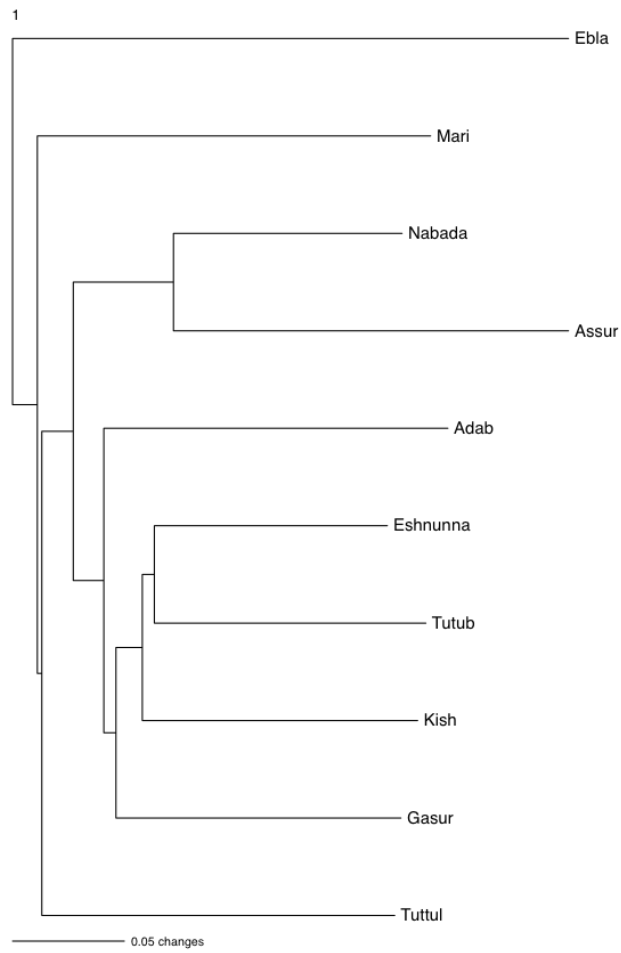 1
Ebla
Mari
Nabada
Assur
Adab
Eshnunna
Tutub
Kish
Gasur
Tuttul
0.05 changes